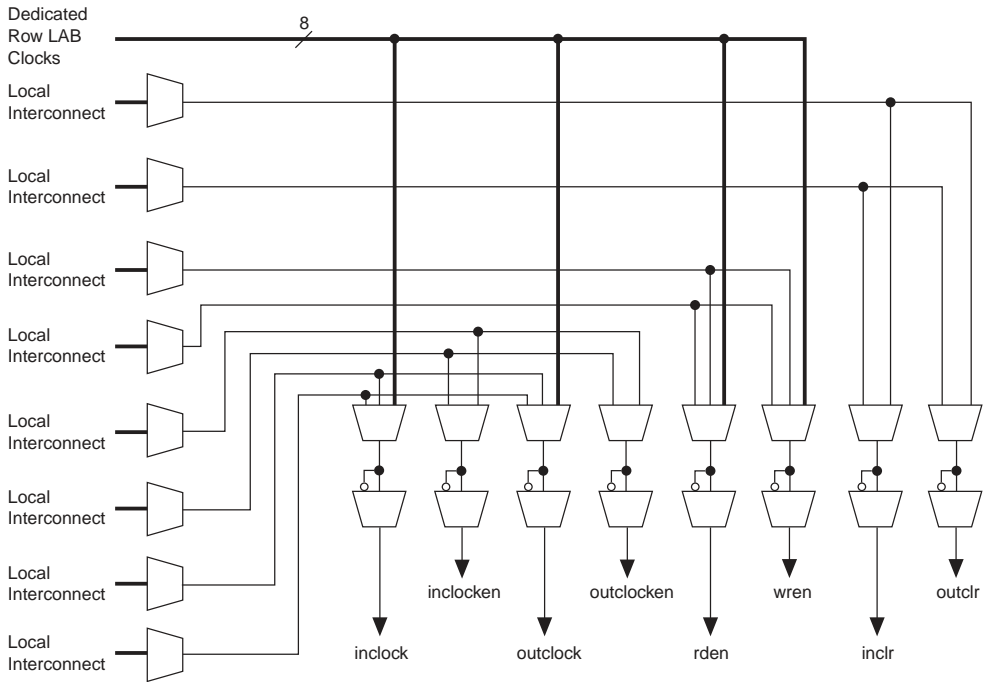 Dedicated
Row LAB
Clocks
8
Local
Interconnect
Local
Interconnect
Local
Interconnect
Local
Interconnect
Local
Interconnect
Local
Interconnect
Local
Interconnect
Local
Interconnect
inclocken
outclocken
wren
outclr
inclock
outclock
rden
inclr